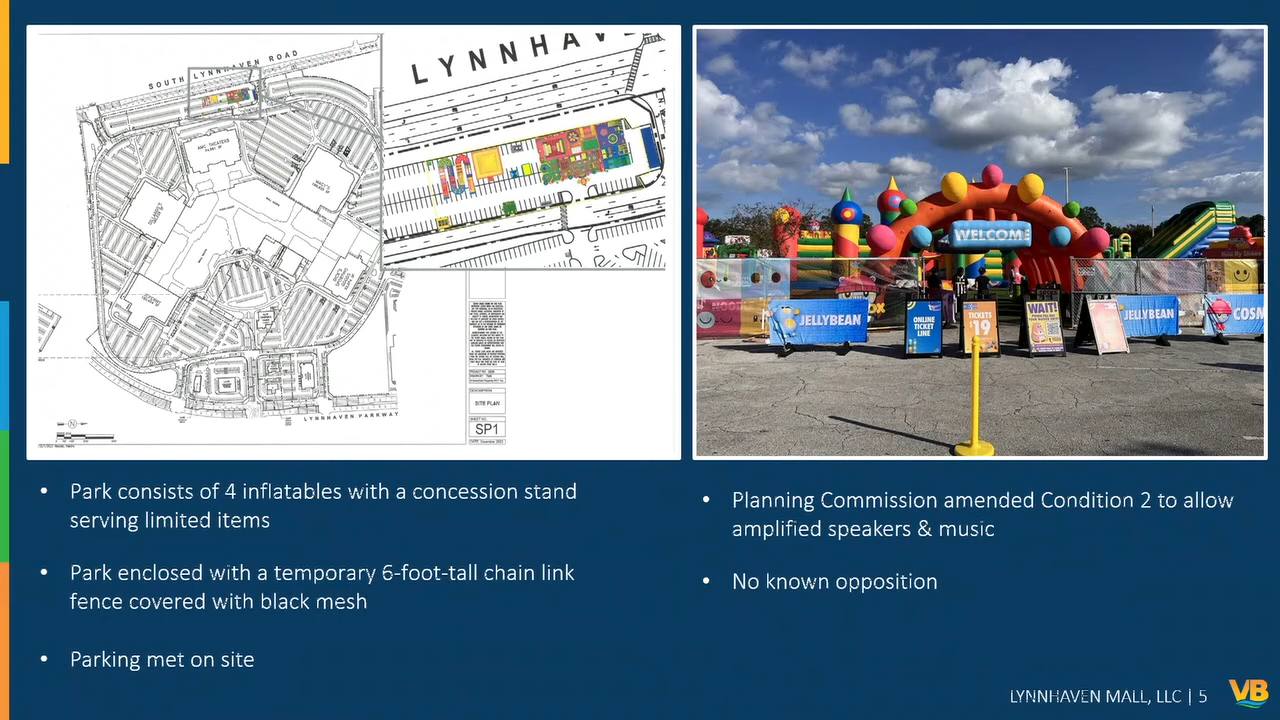 SOUTH LYNNHAVEN ROAD
AMC THEATERS
LYNNHAV
SITE PLAN
SP1
LYNNHAVEN PARKWAY
WELCOME
JELLYBEAN
ONLINE
TICKET
LINE
TICKETS
$19
WAIT!
JELLYBEAN
COSM
• Park consists of 4 inflatables with a concession stand
serving limited items
• Park enclosed with a temporary 6-foot-tall chain link
fence covered with black mesh
• Parking met on site
• Planning Commission amended Condition 2 to allow
amplified speakers & music
• No known opposition
LYNNHAVEN MALL, LLC | 5
VB